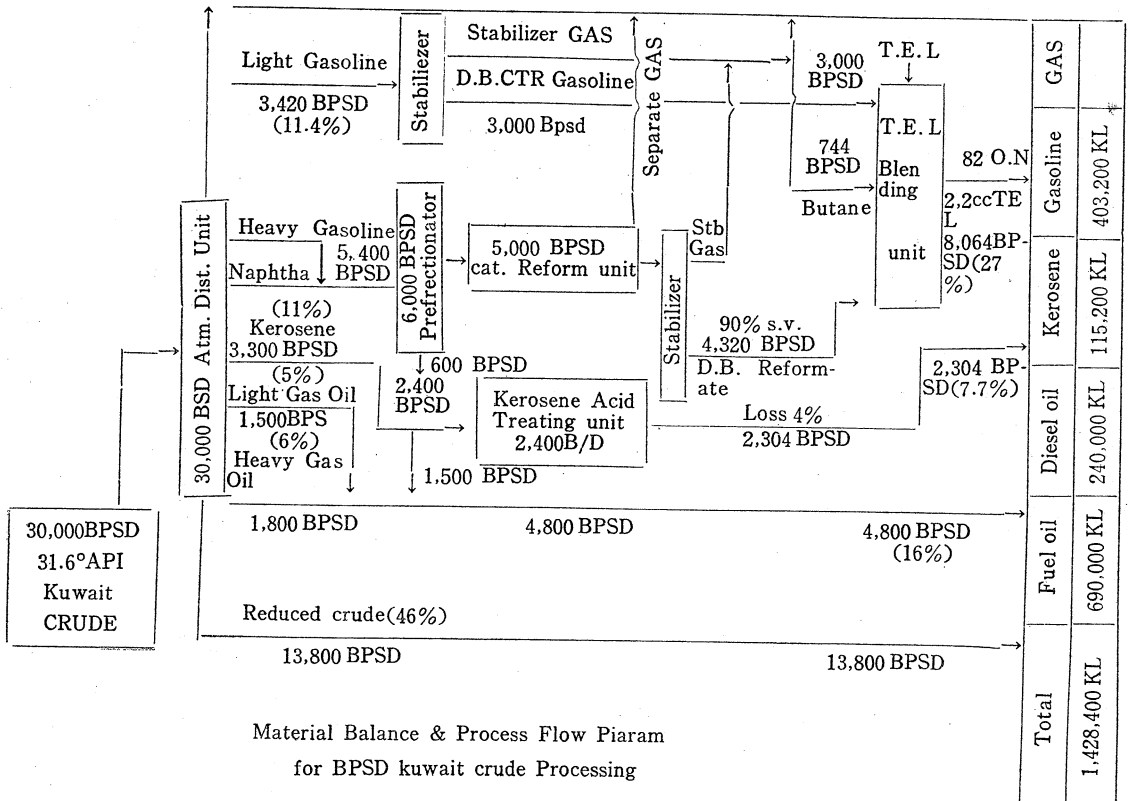 Stabilizer GAS
Light Gasoline
3,420 BPSD
(11.4%)
Stabiliezer
D.B.CTR Gasoline
3,000 Bpsd
Separate GAS
3,000
BPSD
T.E.L
T.E.L
Blen
ding
unit
744
BPSD
Butane
82 O.N
2,2ccTE
L
8,064BP-
SD(27
%)
30,000 BSD Atm. Dist. Unit
Heavy Gasoline
5,400
BPSD
Naphtha
(11%)
Kerosene
3,300 BPSD
(5%)
Light Gas Oil
1,500BPS
(6%)
Heavy Gas
Oil
6,000 BPSD
Prefrectionator
5,000 BPSD
cat. Reform unit
Stb
Gas
Stabilizer
90% s.v.
4,320 BPSD
D.B. Reform-
ate
600 BPSD
2,400
BPSD
Kerosene Acid
Treating unit
2,400B/D
Loss 4%
2,304 BPSD
2,304 BP-
SD(7.7%)
1,500 BPSD
1,800 BPSD
4,800 BPSD
4,800 BPSD
(16%)
30,000BPSD
31.6°API
Kuwait
CRUDE
Reduced crude(46%)
13,800 BPSD
13,800 BPSD
GAS
Gasoline
403,200 KL
Kerosene
115,200 KL
Diesel oil
240,000 KL
Fuel oil
690,000 KL
Total
1,428,400 KL
Material Balance & Process Flow Piaram
for BPSD kuwait crude Processing